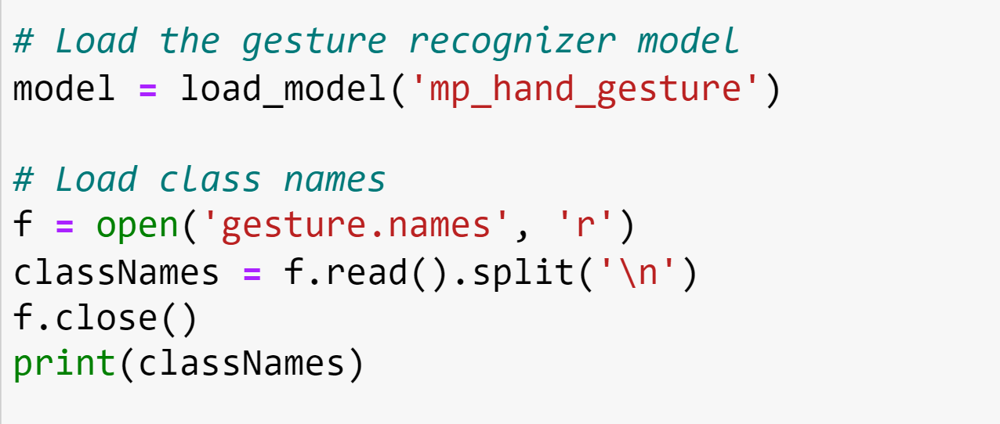 # Load the gesture recognizer model
model = load_model('mp_hand_gesture')
# Load class names
f = open('gesture.names', 'r')
classNames = f.read().split('\n')
f.close()
print(classNames)